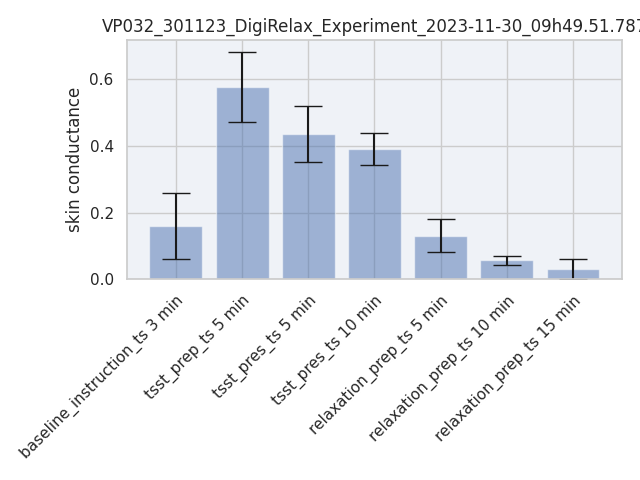 VP032_301123_DigiRelax_Experiment_2023-11-30_09h49.51.787
skin conductance
0.6
0.4
0.2
0.0
baseline_instruction_ts 3 min
tsst_prep_ts 5 min
tsst_pres_ts 5 min
tsst_pres_ts 10 min
relaxation_prep_ts 5 min
relaxation_prep_ts 10 min
relaxation_prep_ts 15 min